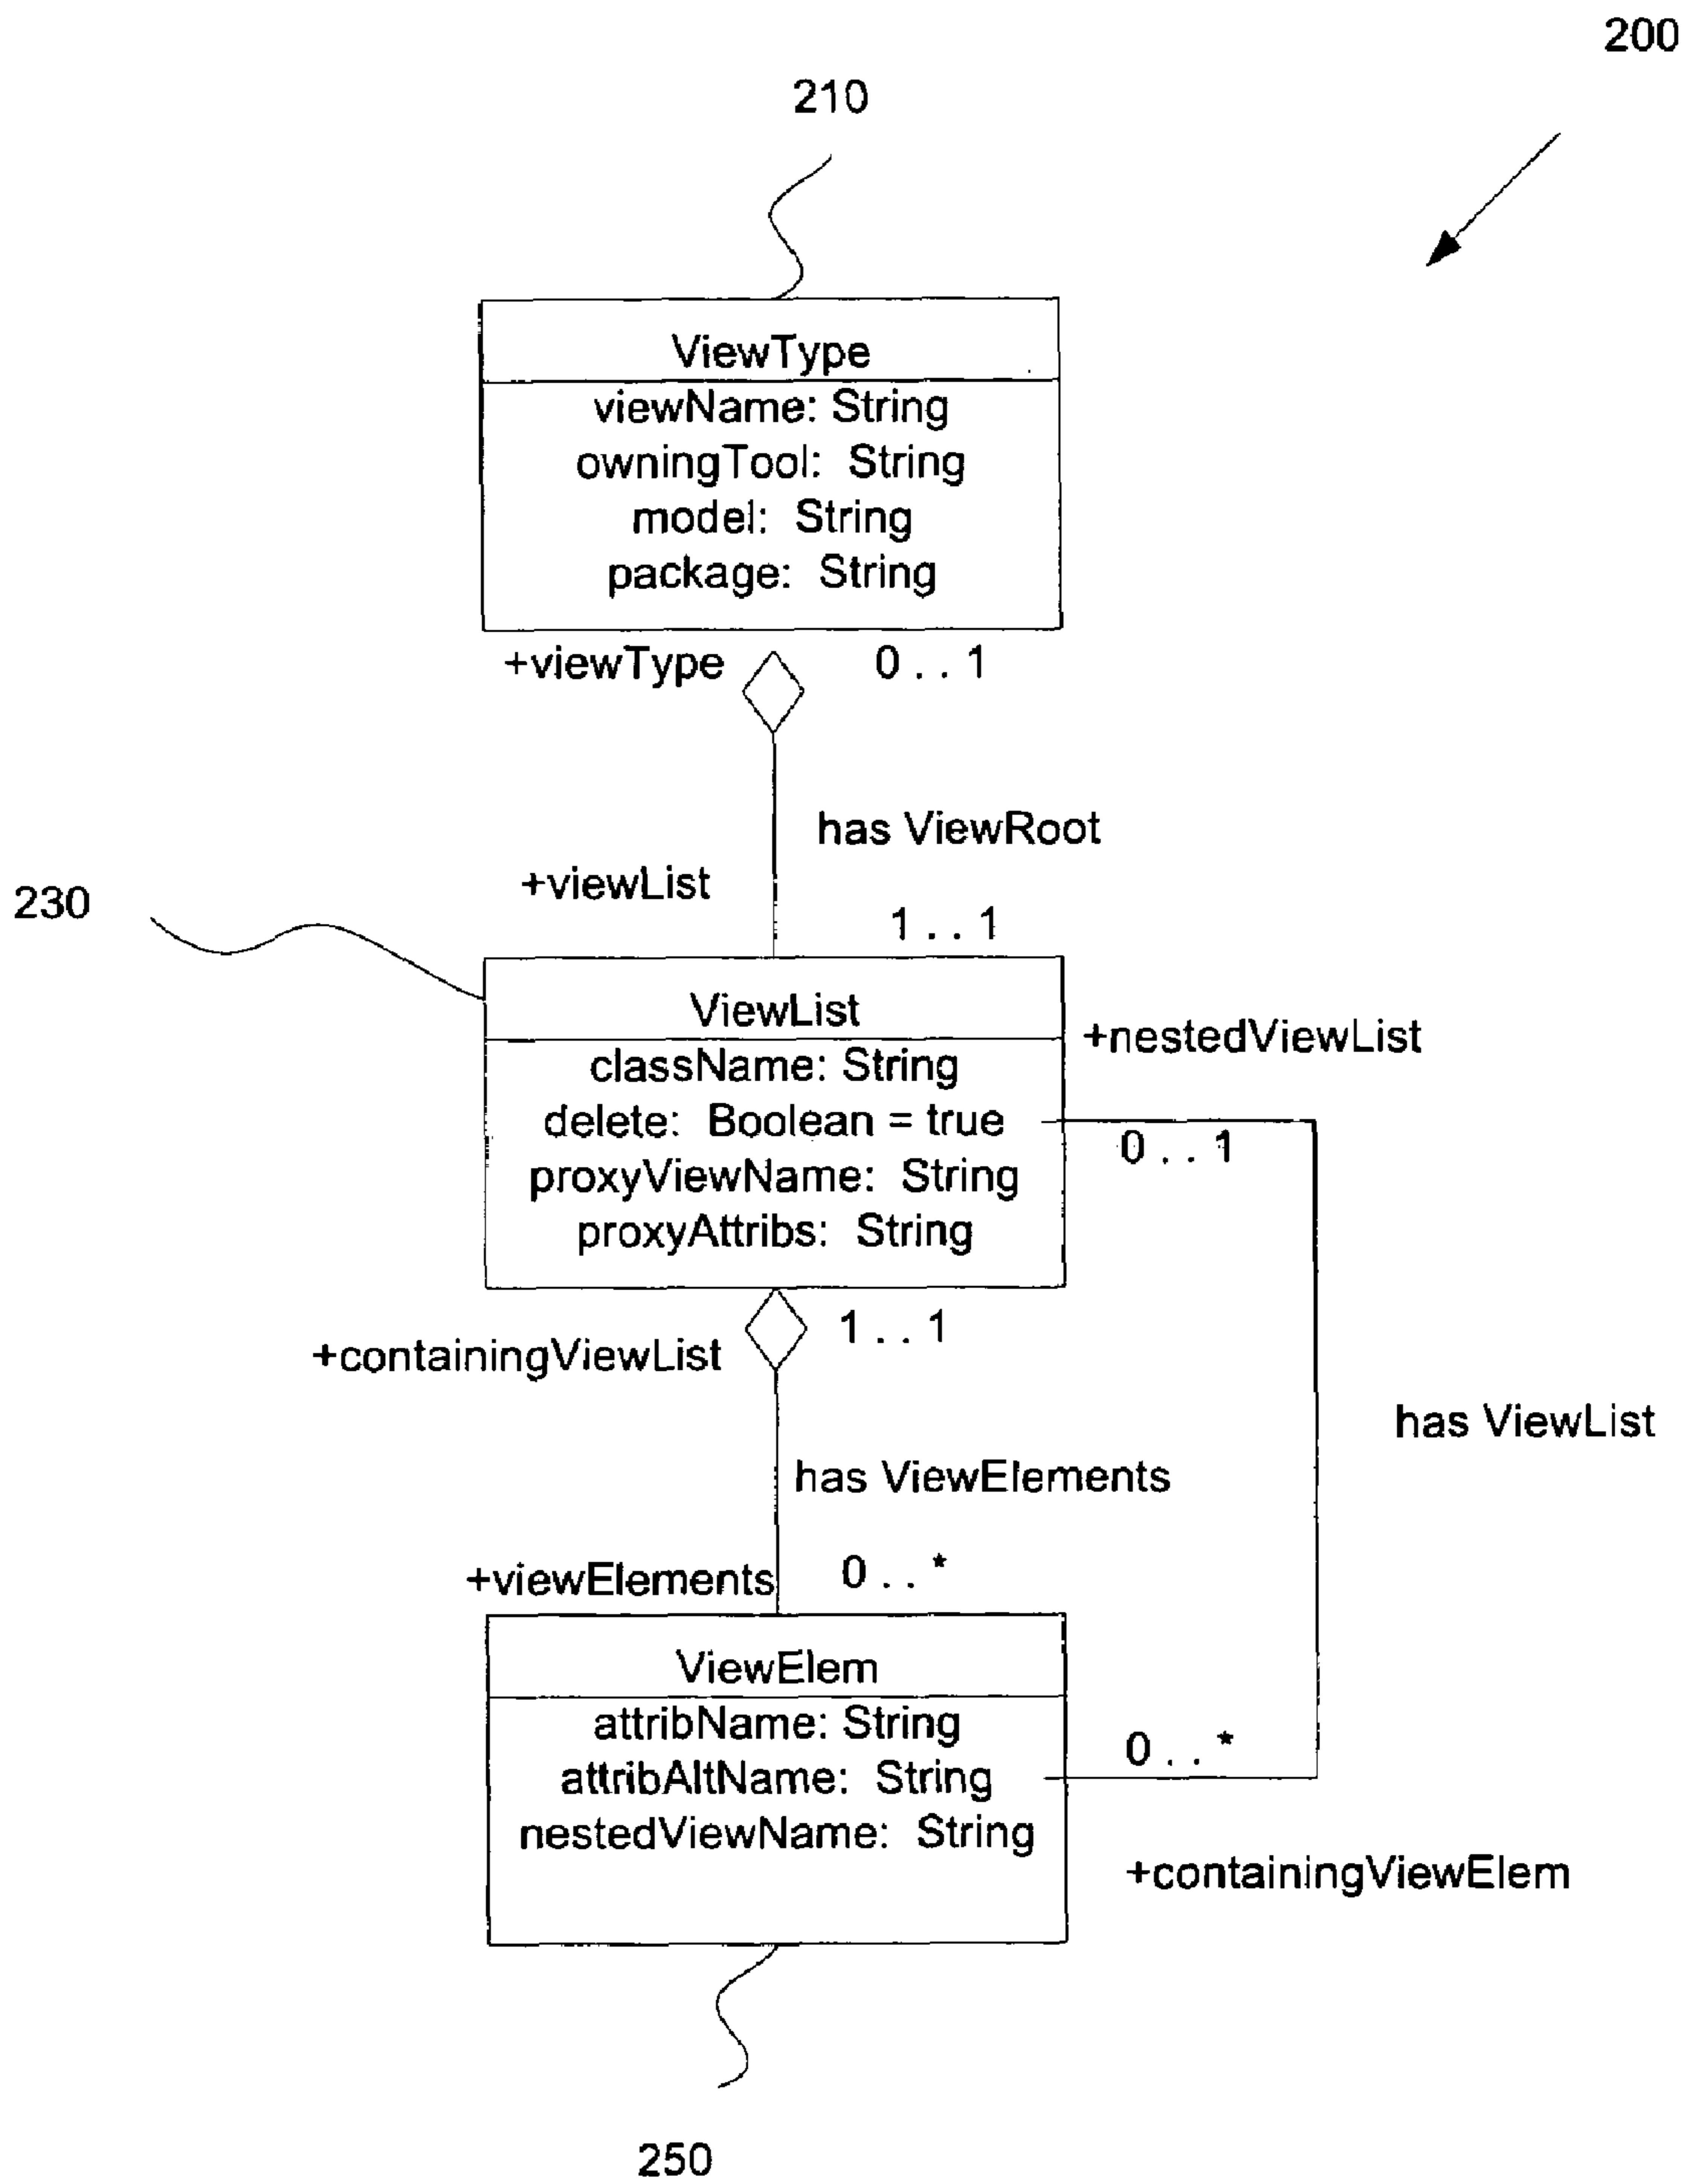 200
210
ViewType
viewName: String
owningTool: String
model: String
package: String
+viewType
0 . . 1
has ViewRoot
+viewList
230
1 . . 1
ViewList
+nestedViewList
className: String
delete: Boolean = true
0 . . 1
proxyViewName: String
proxyAttribs: String
1 . . 1
+containingViewList
has ViewList
has ViewElements
+viewElements
0 . . *
ViewElem
attribName: String
0 . . *
attribAltName: String
nestedViewName: String
+containingViewElem
250